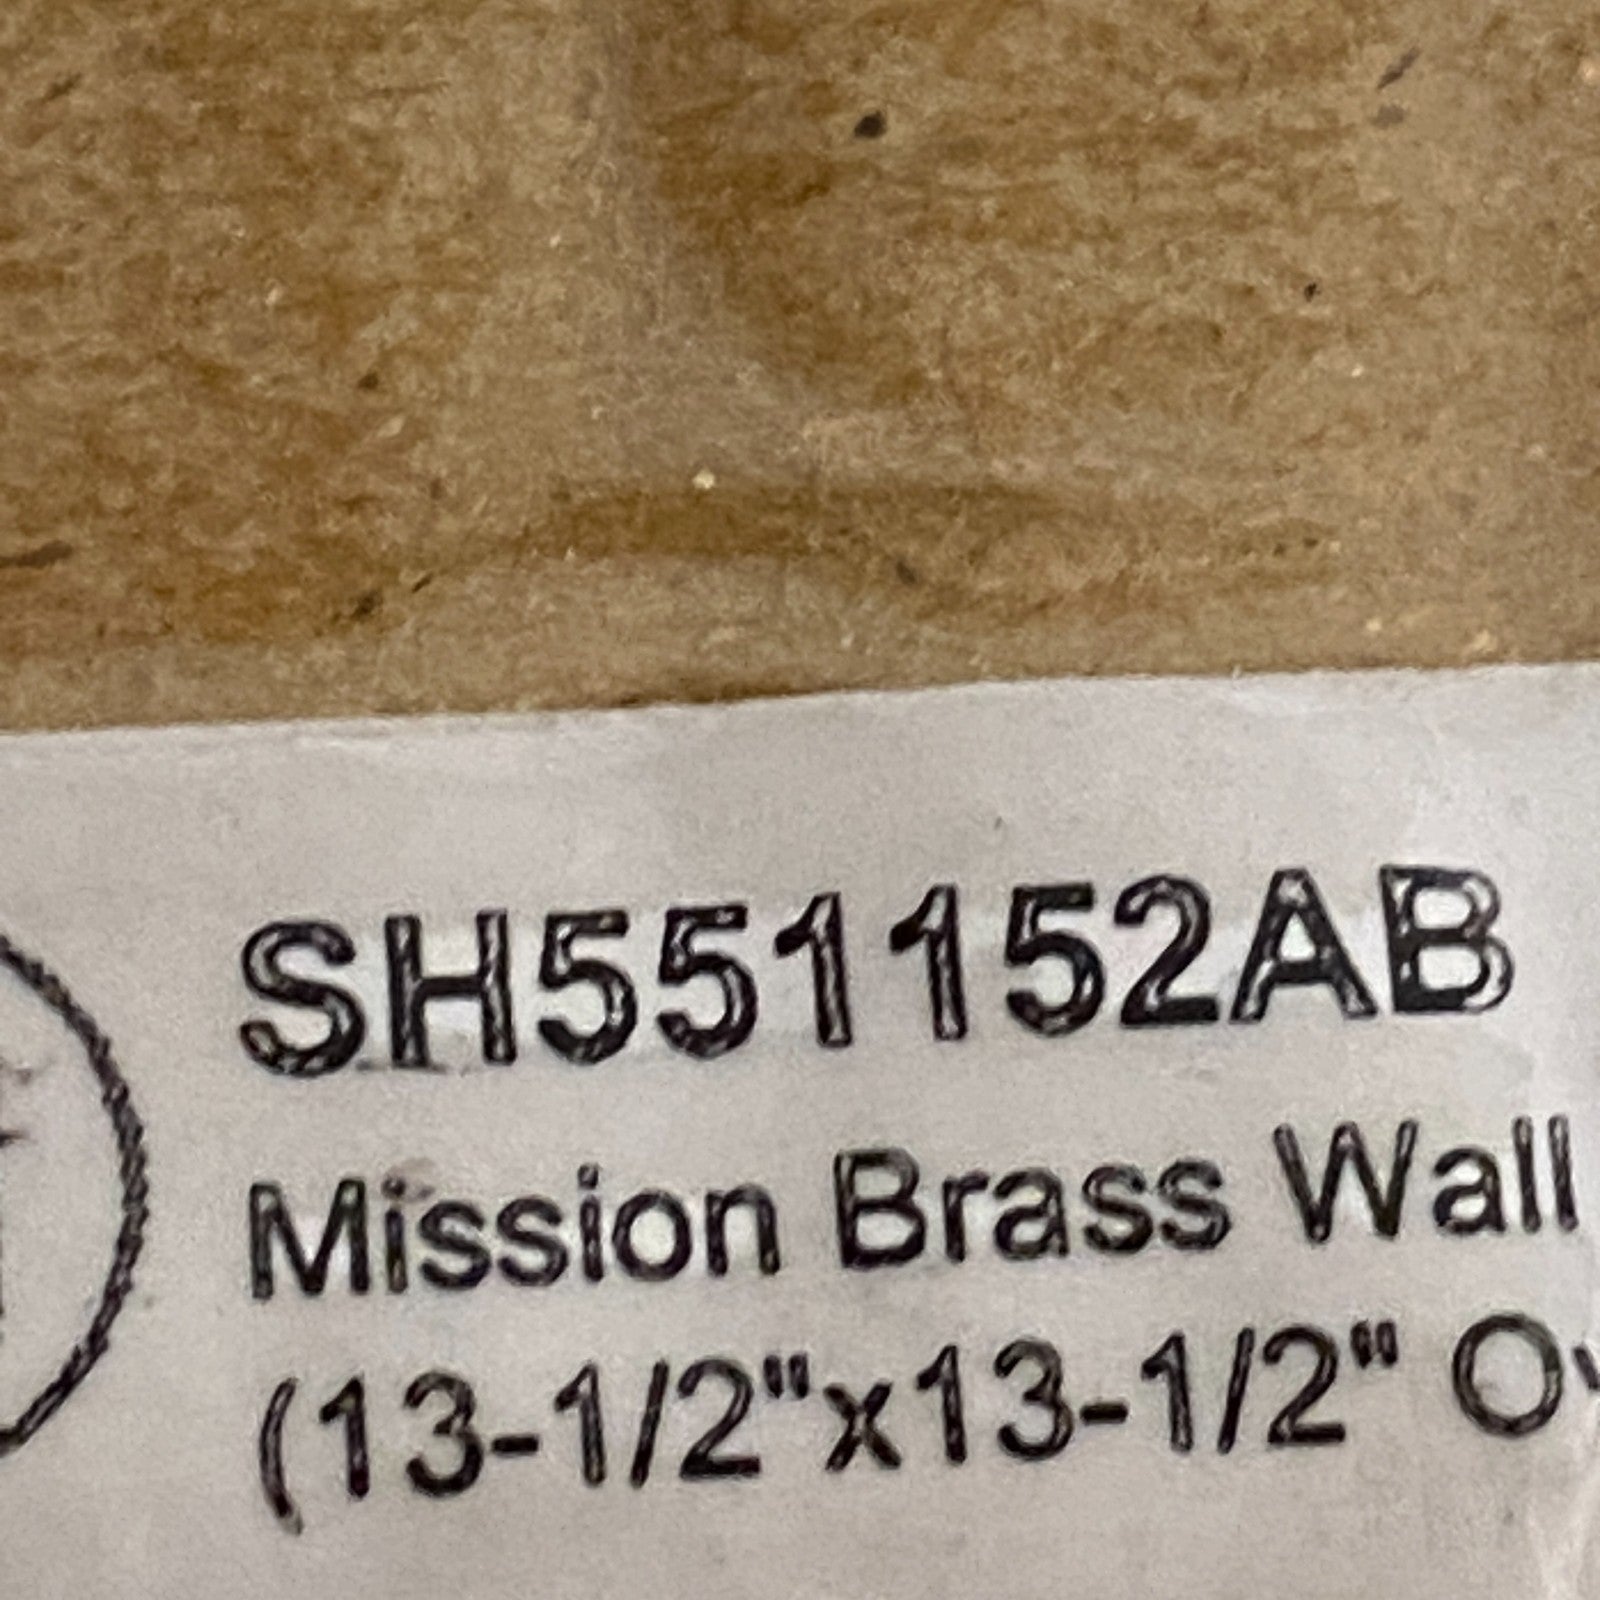 SH551152AB
Mission Brass Wall
(13-1/2"x13-1/2"